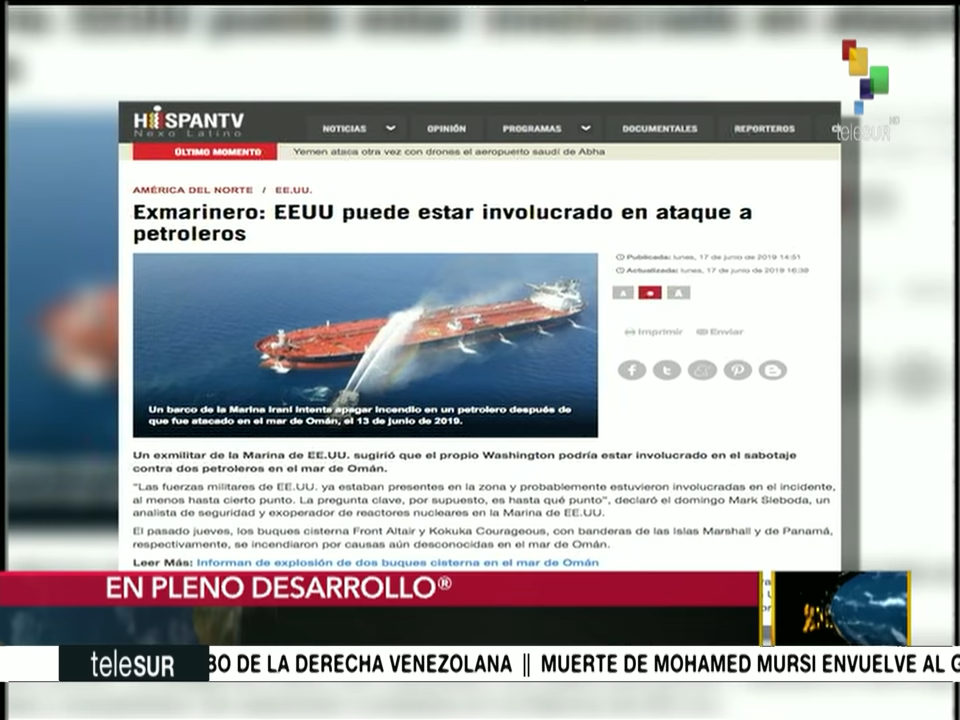 HISPANTV
Nexo Latino
NOTICIAS
OPINIÓN
PROGRAMAS
DOCUMENTALES
REPORTEROS
teleSUR HD
ÚLTIMO MOMENTO
Yemen ataca otra vez con drones el aeropuerto saudí de Abha
AMÉRICA DEL NORTE / EE.UU.
Exmarinero: EEUU puede estar involucrado en ataque a
petroleros
Publicada: lunes, 17 de junio de 2019 14:51
Actualizada: lunes, 17 de junio de 2019 16:39
A
A
Imprimir
Enviar
Un barco de la Marina iraní intenta apagar incendio en un petrolero después de
que fue atacado en el mar de Omán, el 13 de junio de 2019.
Un exmilitar de la Marina de EE.UU. sugirió que el propio Washington podría estar involucrado en el sabotaje
contra dos petroleros en el mar de Omán.
"Las fuerzas militares de EE.UU. ya estaban presentes en la zona y probablemente estuvieron involucradas en el incidente,
al menos hasta cierto punto. La pregunta clave, por supuesto, es hasta qué punto", declaró el domingo Mark Sleboda, un
analista de seguridad y exoperador de reactores nucleares en la Marina de EE.UU.
El pasado jueves, los buques cisterna Front Altair y Kokuka Courageous, con banderas de las Islas Marshall y de Panamá,
respectivamente, se incendiaron por causas aún desconocidas en el mar de Omán.
Leer Más: Informan de explosión de dos buques cisterna en el mar de Omán
EN PLENO DESARROLLO®
teleSUR
BO DE LA DERECHA VENEZOLANA || MUERTE DE MOHAMED MURSI ENVUELVE AL G